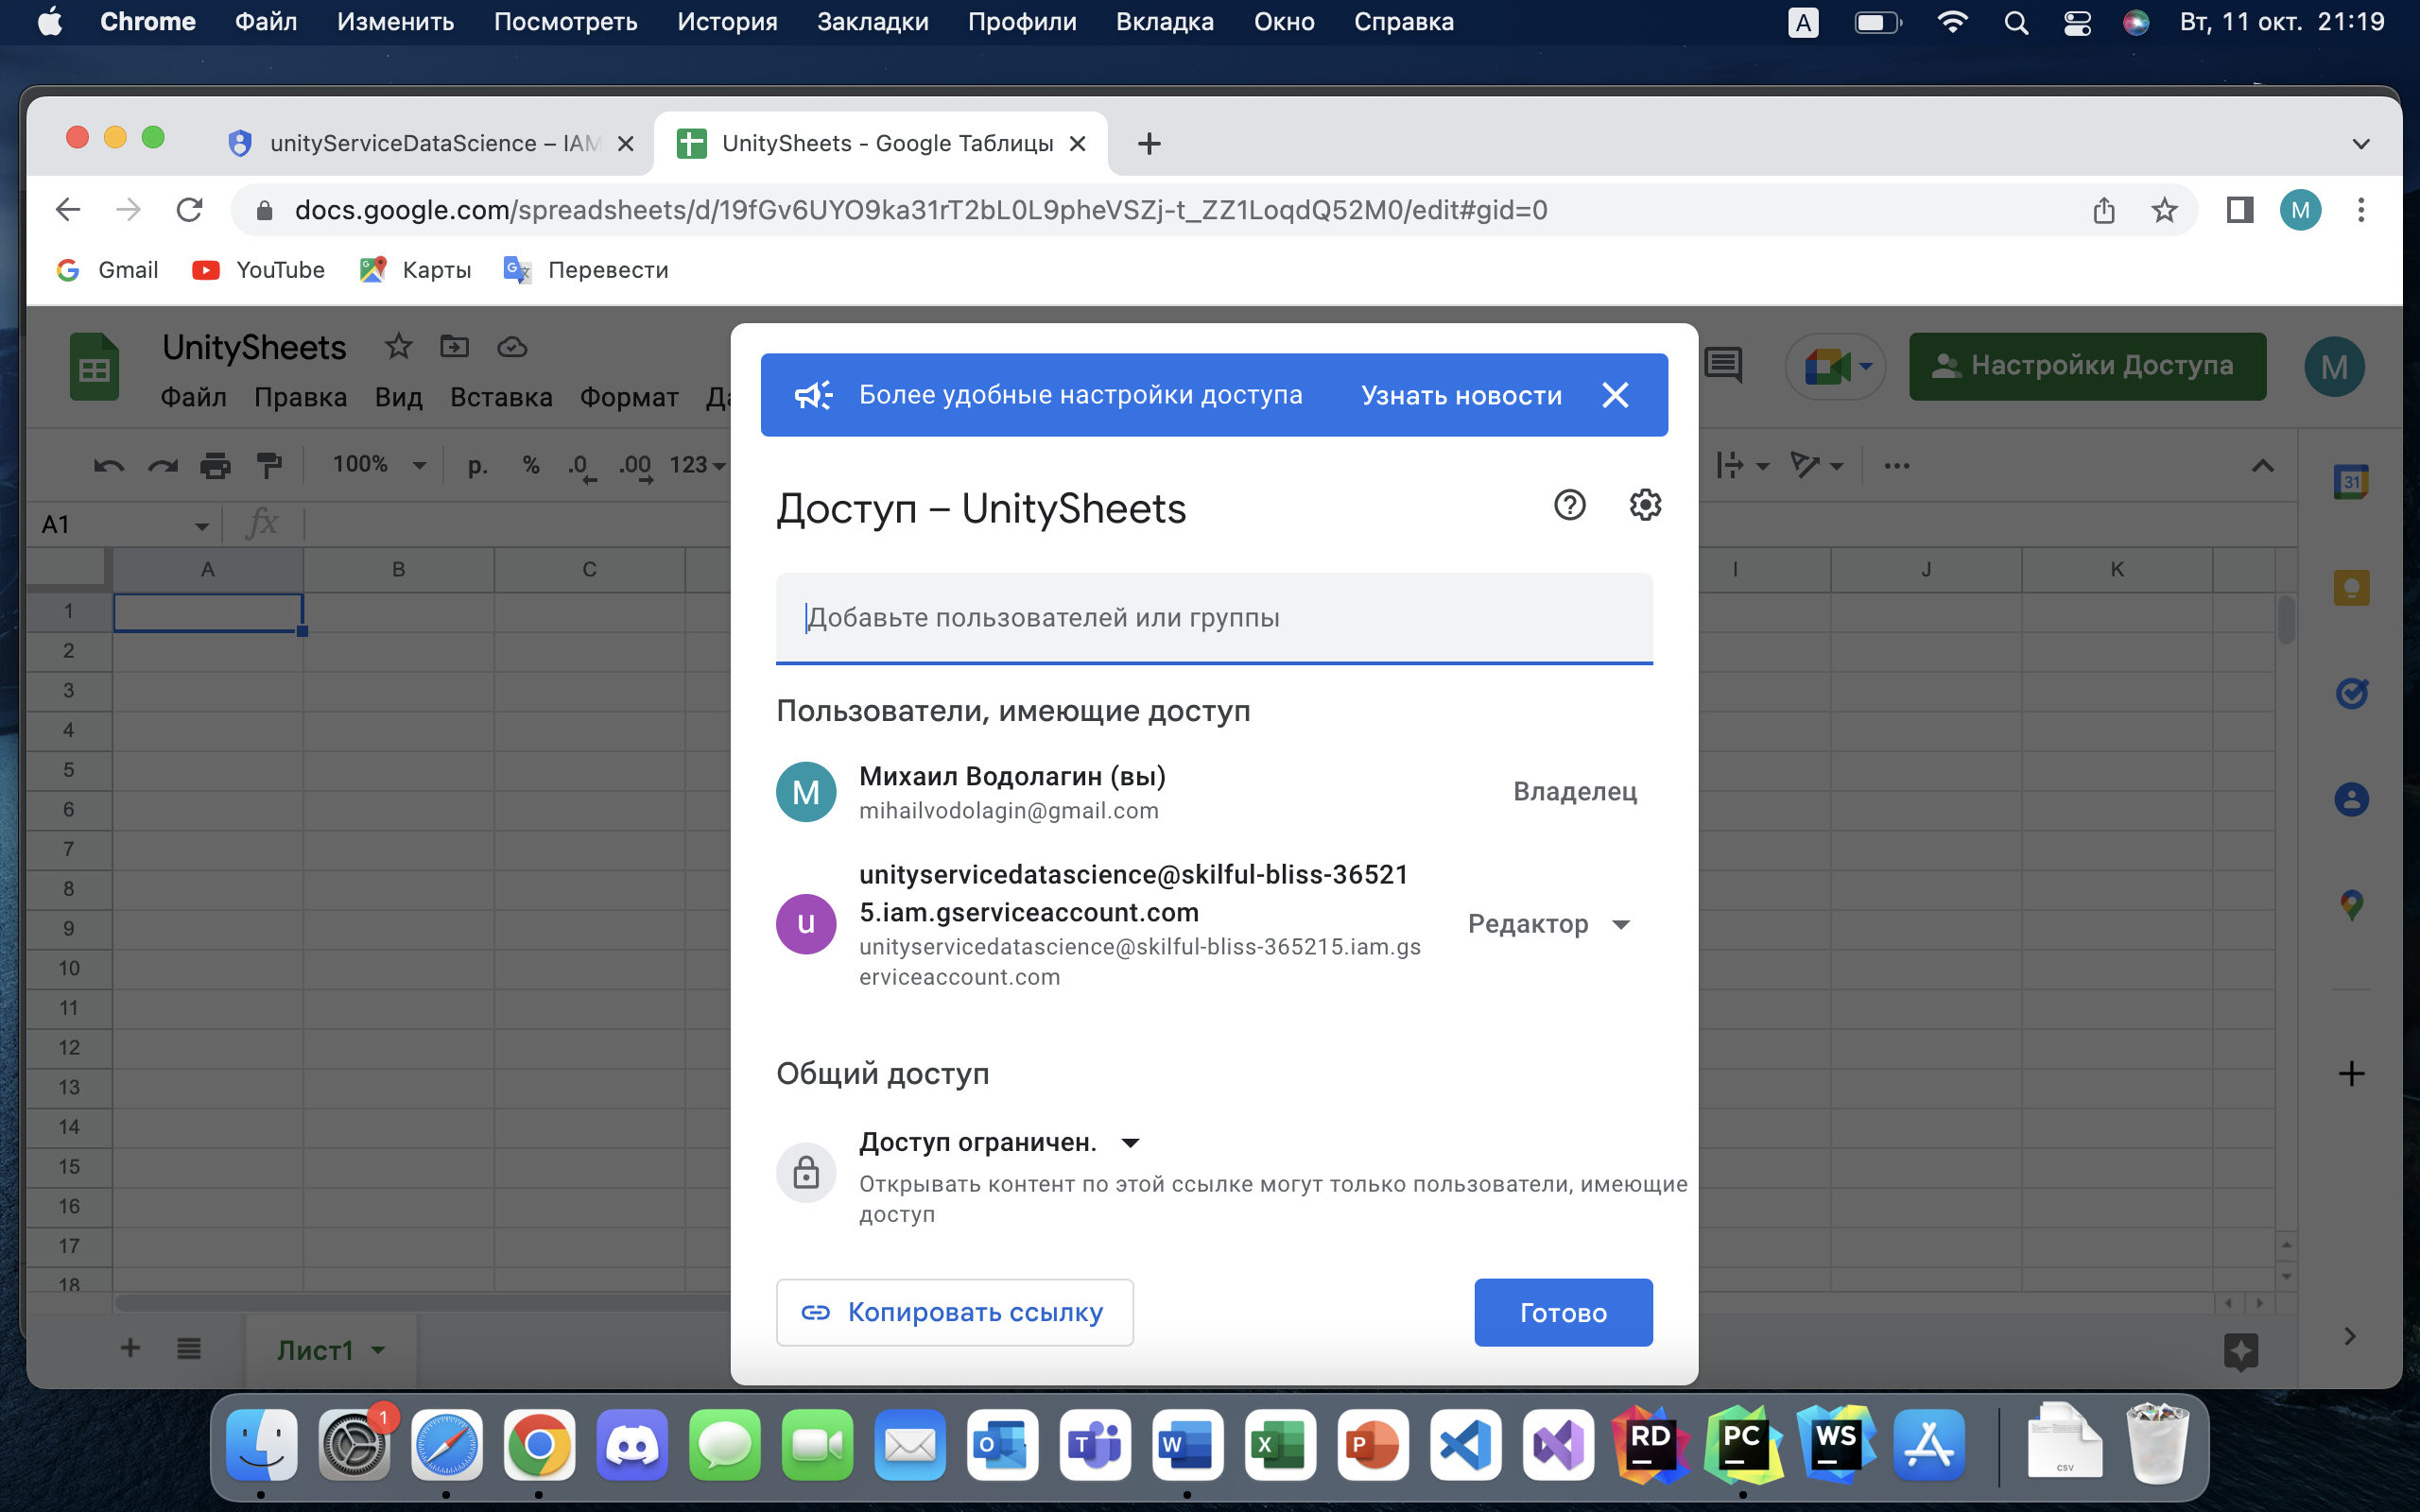 Chrome Файл Изменить Посмотреть История Закладки Профили Вкладка Окно Справка A Вт, 11 окт. 21:19
unityServiceDataScience – IAM UnitySheets - Google Таблицы
docs.google.com/spreadsheets/d/19fGv6UYO9ka31rT2bL0L9pheVSZj-t_ZZ1LoqdQ52M0/edit#gid=0 M
Gmail YouTube Карты Перевести
UnitySheets
Файл Правка Вид Вставка Формат
Настройки Доступа M
100% р. % .0 .00 123
31
A1 fx
A B C I J K
1
2
3
4
5
6
7
8
9
10
11
12
13
14
15
16
17
18
Более удобные настройки доступа Узнать новости
Доступ – UnitySheets
Добавьте пользователей или группы
Пользователи, имеющие доступ
M Михаил Водолагин (вы)
mihailvodolagin@gmail.com
Владелец
unityservicedatascience@skilful-bliss-36521
5.iam.gserviceaccount.com
u
Редактор
unityservicedatascience@skilful-bliss-365215.iam.gs
erviceaccount.com
Общий доступ
Доступ ограничен.
Открывать контент по этой ссылке могут только пользователи, имеющие
доступ
Копировать ссылку Готово
Лист1
1 O T W X P RD PC WS CSV